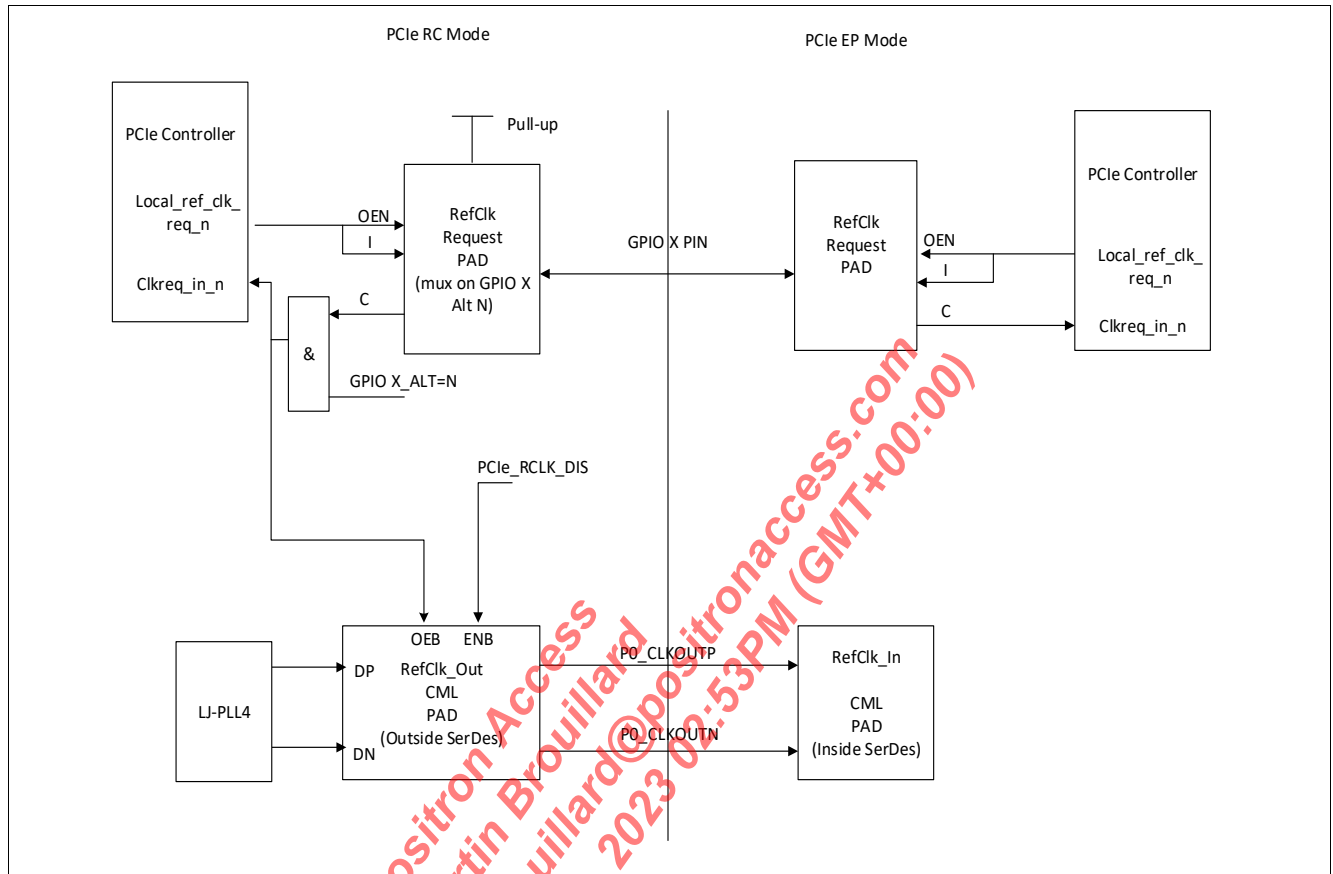 PCIe RC Mode
PCIe EP Mode
PCIe Controller
Local_ref_clk_
req_n
Clkreq_in_n
OEN
I
C
Pull-up
RefClk
Request
PAD
(mux on GPIO X
Alt N)
&
GPIO X_ALT=N
GPIO X PIN
RefClk
Request
PAD
OEN
I
C
PCIe Controller
Local_ref_clk_
req_n
Clkreq_in_n
PCIe_RCLK_DIS
LJ-PLL4
DP
DN
OEB ENB
RefClk_Out
CML
PAD
(Outside SerDes)
P0_CLKOUTP
P0_CLKOUTN
RefClk_In
CML
PAD
(Inside SerDes)
ositron Access
rtin Brouillard
uillard@positronaccess.com
2023 02:53PM (GMT+00:00)